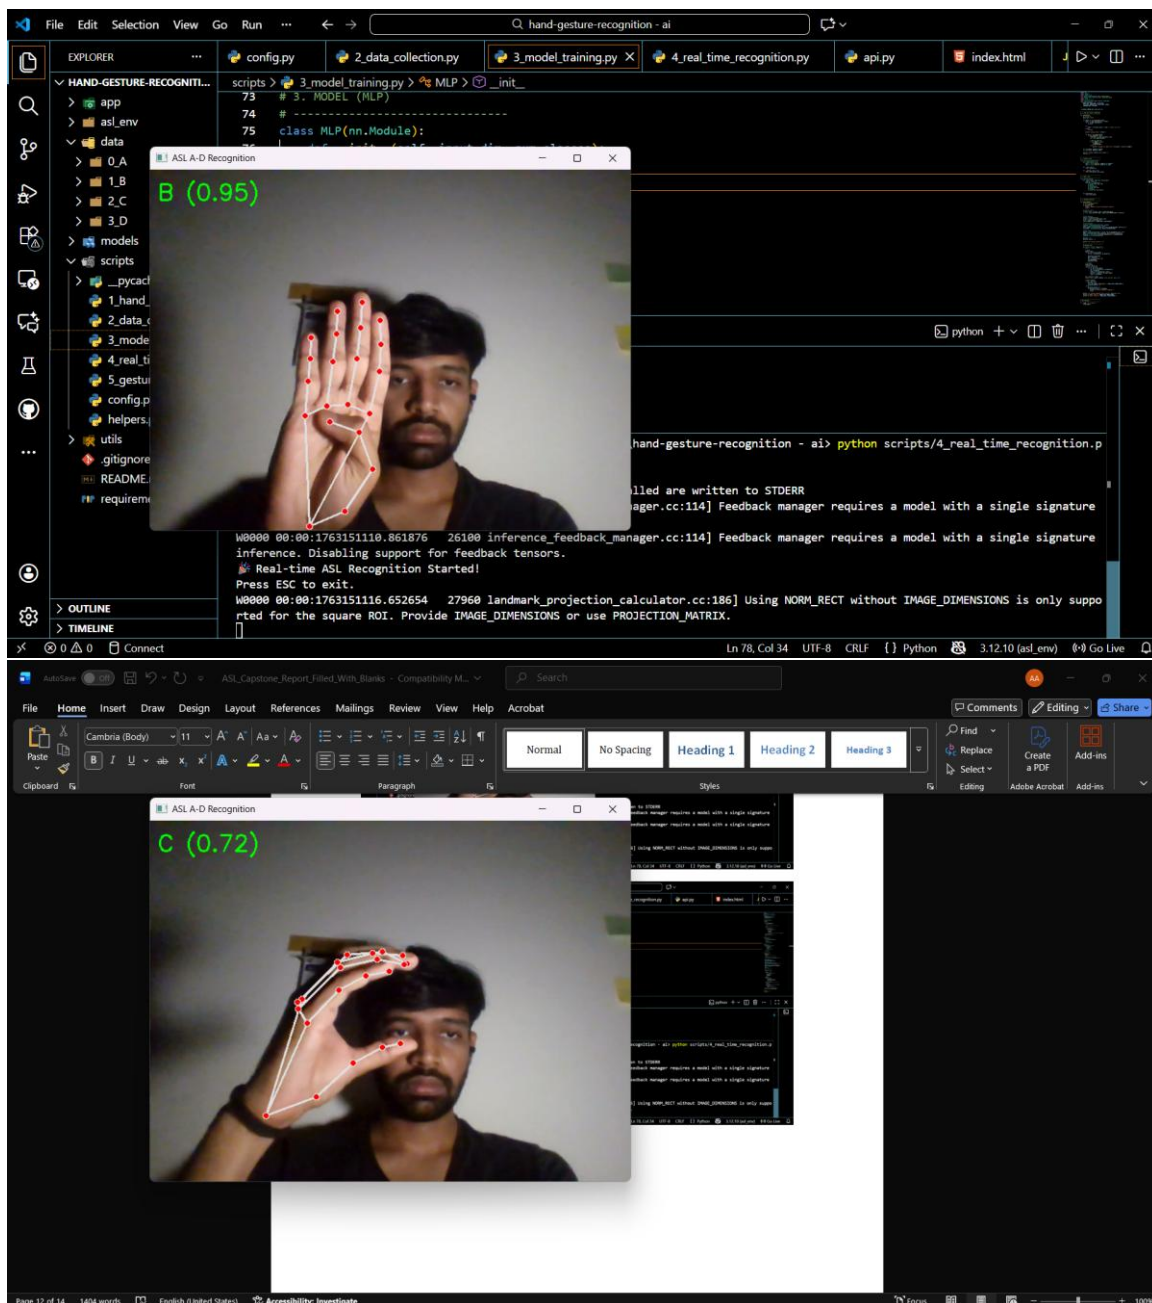 File Edit Selection View Go Run ··· hand-gesture-recognition - ai
EXPLORER ···
config.py 2_data_collection.py 3_model_training.py 4_real_time_recognition.py api.py index.html J
HAND-GESTURE-RECOGNITI...
scripts > 3_model_training.py > MLP > __init__
app
asl_env
data
0_A
1_B
2_C
3_D
models
scripts
__pycach
1_hand_
2_data_c
3_mode
4_real_ti
5_gestur
config.p
helpers.
utils
.gitignore
README.
requireme
OUTLINE
TIMELINE
73 # 3. MODEL (MLP)
74 # ------------------------------
75 class MLP(nn.Module):
ASL A-D Recognition
B (0.95)
python
hand-gesture-recognition - ai> python scripts/4_real_time_recognition.p
lled are written to STDERR
ager.cc:114] Feedback manager requires a model with a single signature
W0000 00:00:1763151110.861876 26100 inference_feedback_manager.cc:114] Feedback manager requires a model with a single signature
inference. Disabling support for feedback tensors.
🎉 Real-time ASL Recognition Started!
Press ESC to exit.
W0000 00:00:1763151116.652654 27960 landmark_projection_calculator.cc:186] Using NORM_RECT without IMAGE_DIMENSIONS is only suppo
rted for the square ROI. Provide IMAGE_DIMENSIONS or use PROJECTION_MATRIX.
0 0 0 Connect Ln 78, Col 34 UTF-8 CRLF { } Python 3.12.10 (asl_env) Go Live
AutoSave Off ASL_Capstone_Report_Filled_With_Blanks - Compatibility M... Search AA
File Home Insert Draw Design Layout References Mailings Review View Help Acrobat Comments Editing Share
Paste Cambria (Body) 11 Normal No Spacing Heading 1 Heading 2 Heading 3 Find Replace Select Create a PDF Add-ins
Clipboard Font Paragraph Styles Editing Adobe Acrobat Add-ins
ASL A-D Recognition
C (0.72)
Page 12 of 14 1404 words English (United States) Accessibility: Investigate Focus 100%